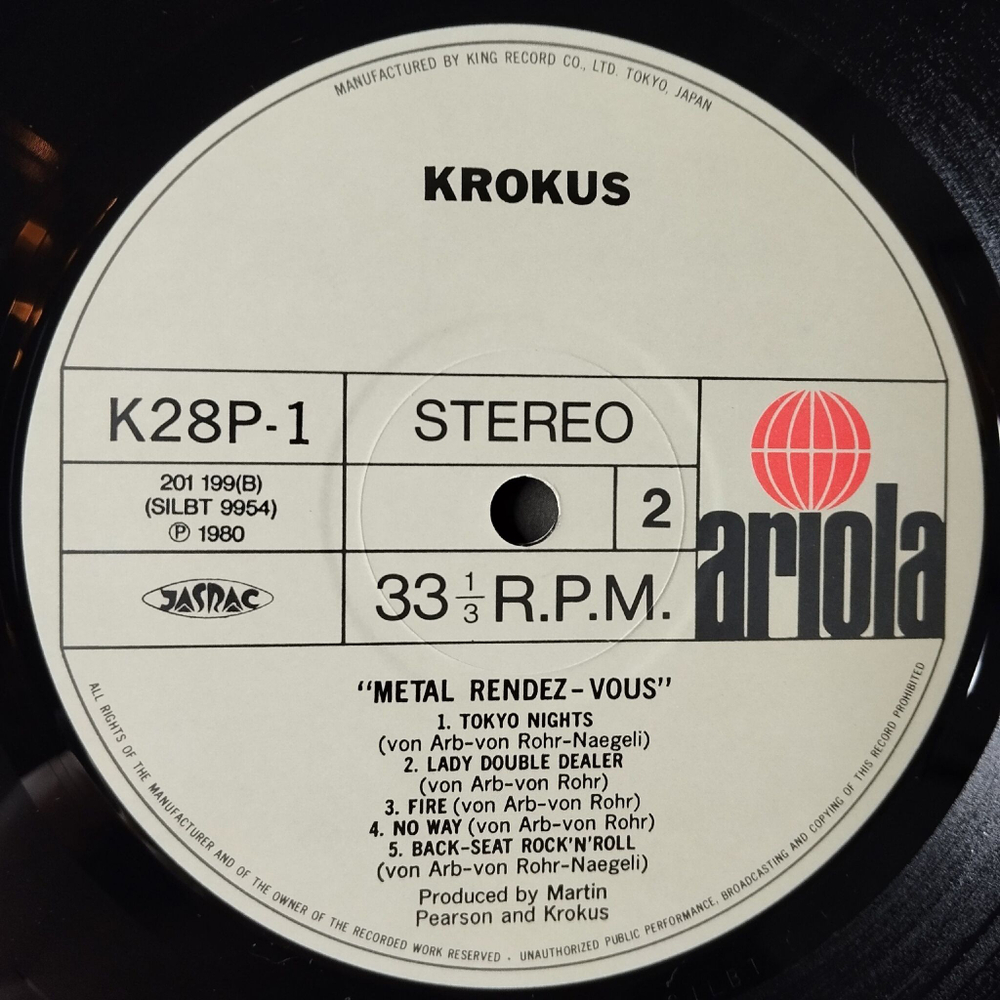 MANUFACTURED BY KING RECORD CO., LTD. TOKYO, JAPAN
KROKUS
K28P-1
STEREO
201 199(B)
(SILBT 9954)
Ⓟ 1980
2
ariola
JASRAC
33 1/3 R.P.M.
“METAL RENDEZ-VOUS”
1. TOKYO NIGHTS
(von Arb-von Rohr-Naegeli)
2. LADY DOUBLE DEALER
(von Arb-von Rohr)
3. FIRE (von Arb-von Rohr)
4. NO WAY (von Arb-von Rohr)
5. BACK-SEAT ROCK'N'ROLL
(von Arb-von Rohr-Naegeli)
Produced by Martin
Pearson and Krokus
ALL RIGHTS OF THE MANUFACTURER AND OF THE OWNER OF THE RECORDED WORK RESERVED . UNAUTHORIZED PUBLIC PERFORMANCE, BROADCASTING AND COPYING OF THIS RECORD PROHIBITED